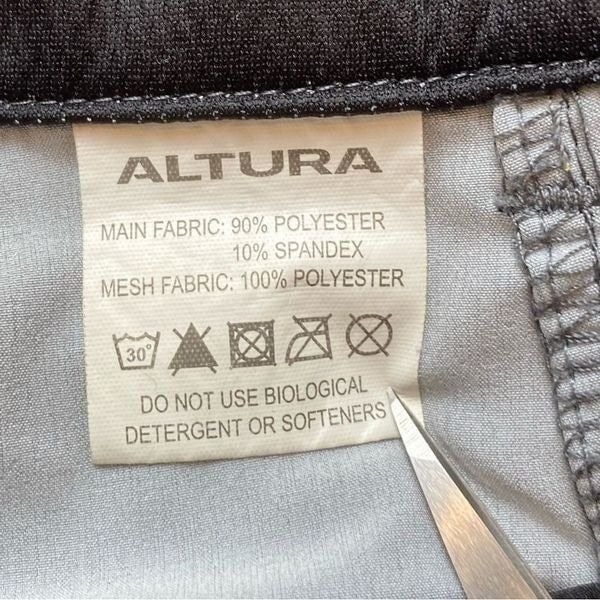 ALTURA
MAIN FABRIC: 90% POLYESTER
10% SPANDEX
MESH FABRIC: 100% POLYESTER
30°
DO NOT USE BIOLOGICAL
DETERGENT OR SOFTENERS